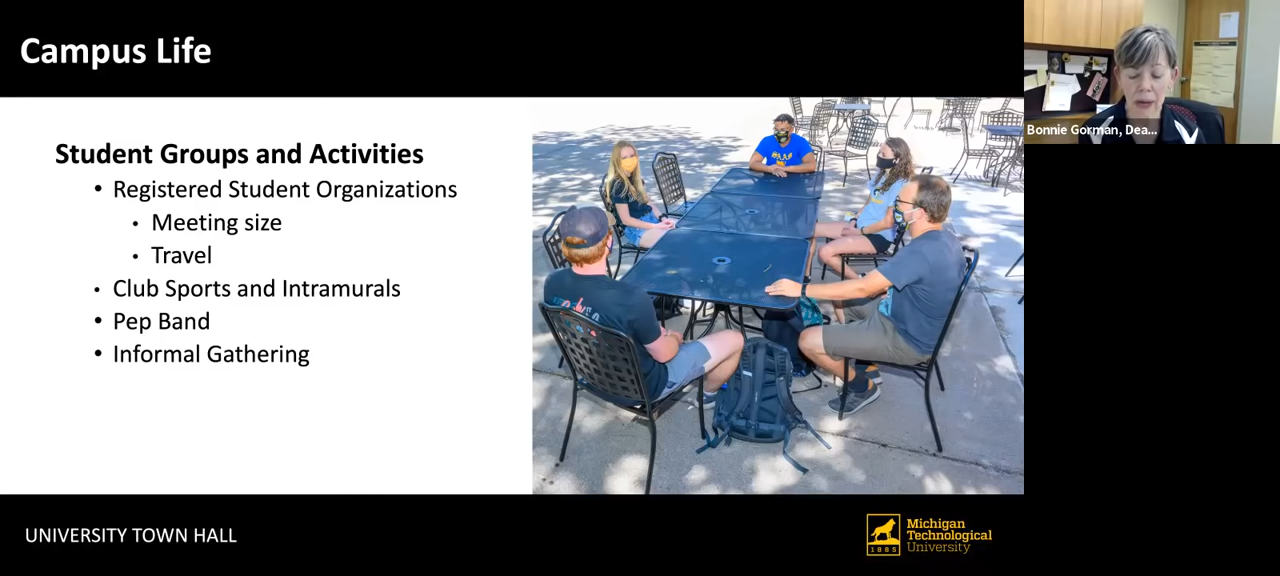 Campus Life
Student Groups and Activities
• Registered Student Organizations
• Meeting size
• Travel
• Club Sports and Intramurals
• Pep Band
• Informal Gathering
Bonnie Gorman, Dea...
UNIVERSITY TOWN HALL
Michigan
Technological
University
1885